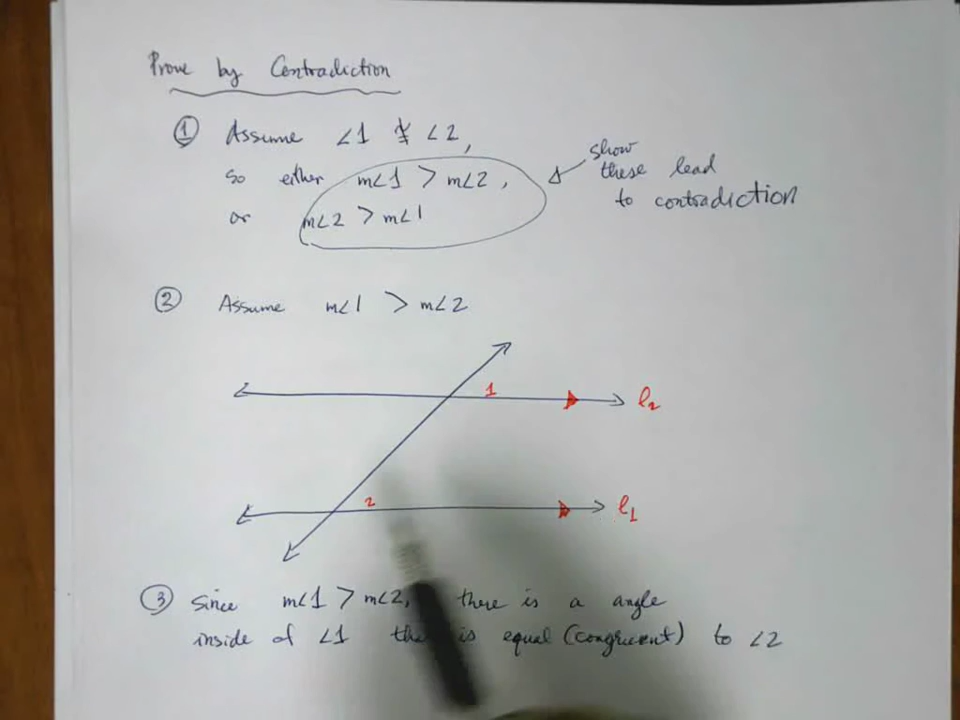 Prove by Contradiction
① Assume ∠1 ≇ ∠2,
so either m∠1 > m∠2,
or m∠2 > m∠1
show
these lead
to contradiction
② Assume m∠1 > m∠2
1
l₂
2
l₁
③ Since m∠1 > m∠2, there is a angle
inside of ∠1 is equal (congruent) to ∠2